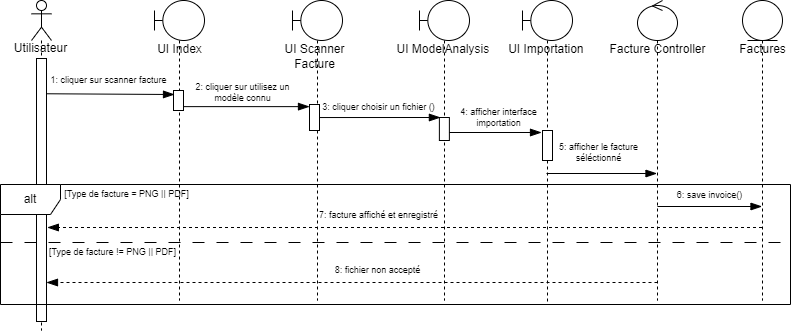 Utilisateur
UI Index
UI Scanner
Facture
UI ModelAnalysis
UI Importation
Facture Controller
Factures
1: cliquer sur scanner facture
2: cliquer sur utilisez un
modèle connu
3: cliquer choisir un fichier ()
4: afficher interface
importation
5: afficher le facture
séléctionné
alt
[Type de facture = PNG || PDF]
6: save invoice()
7: facture affiché et enregistré
[Type de facture != PNG || PDF]
8: fichier non accepté